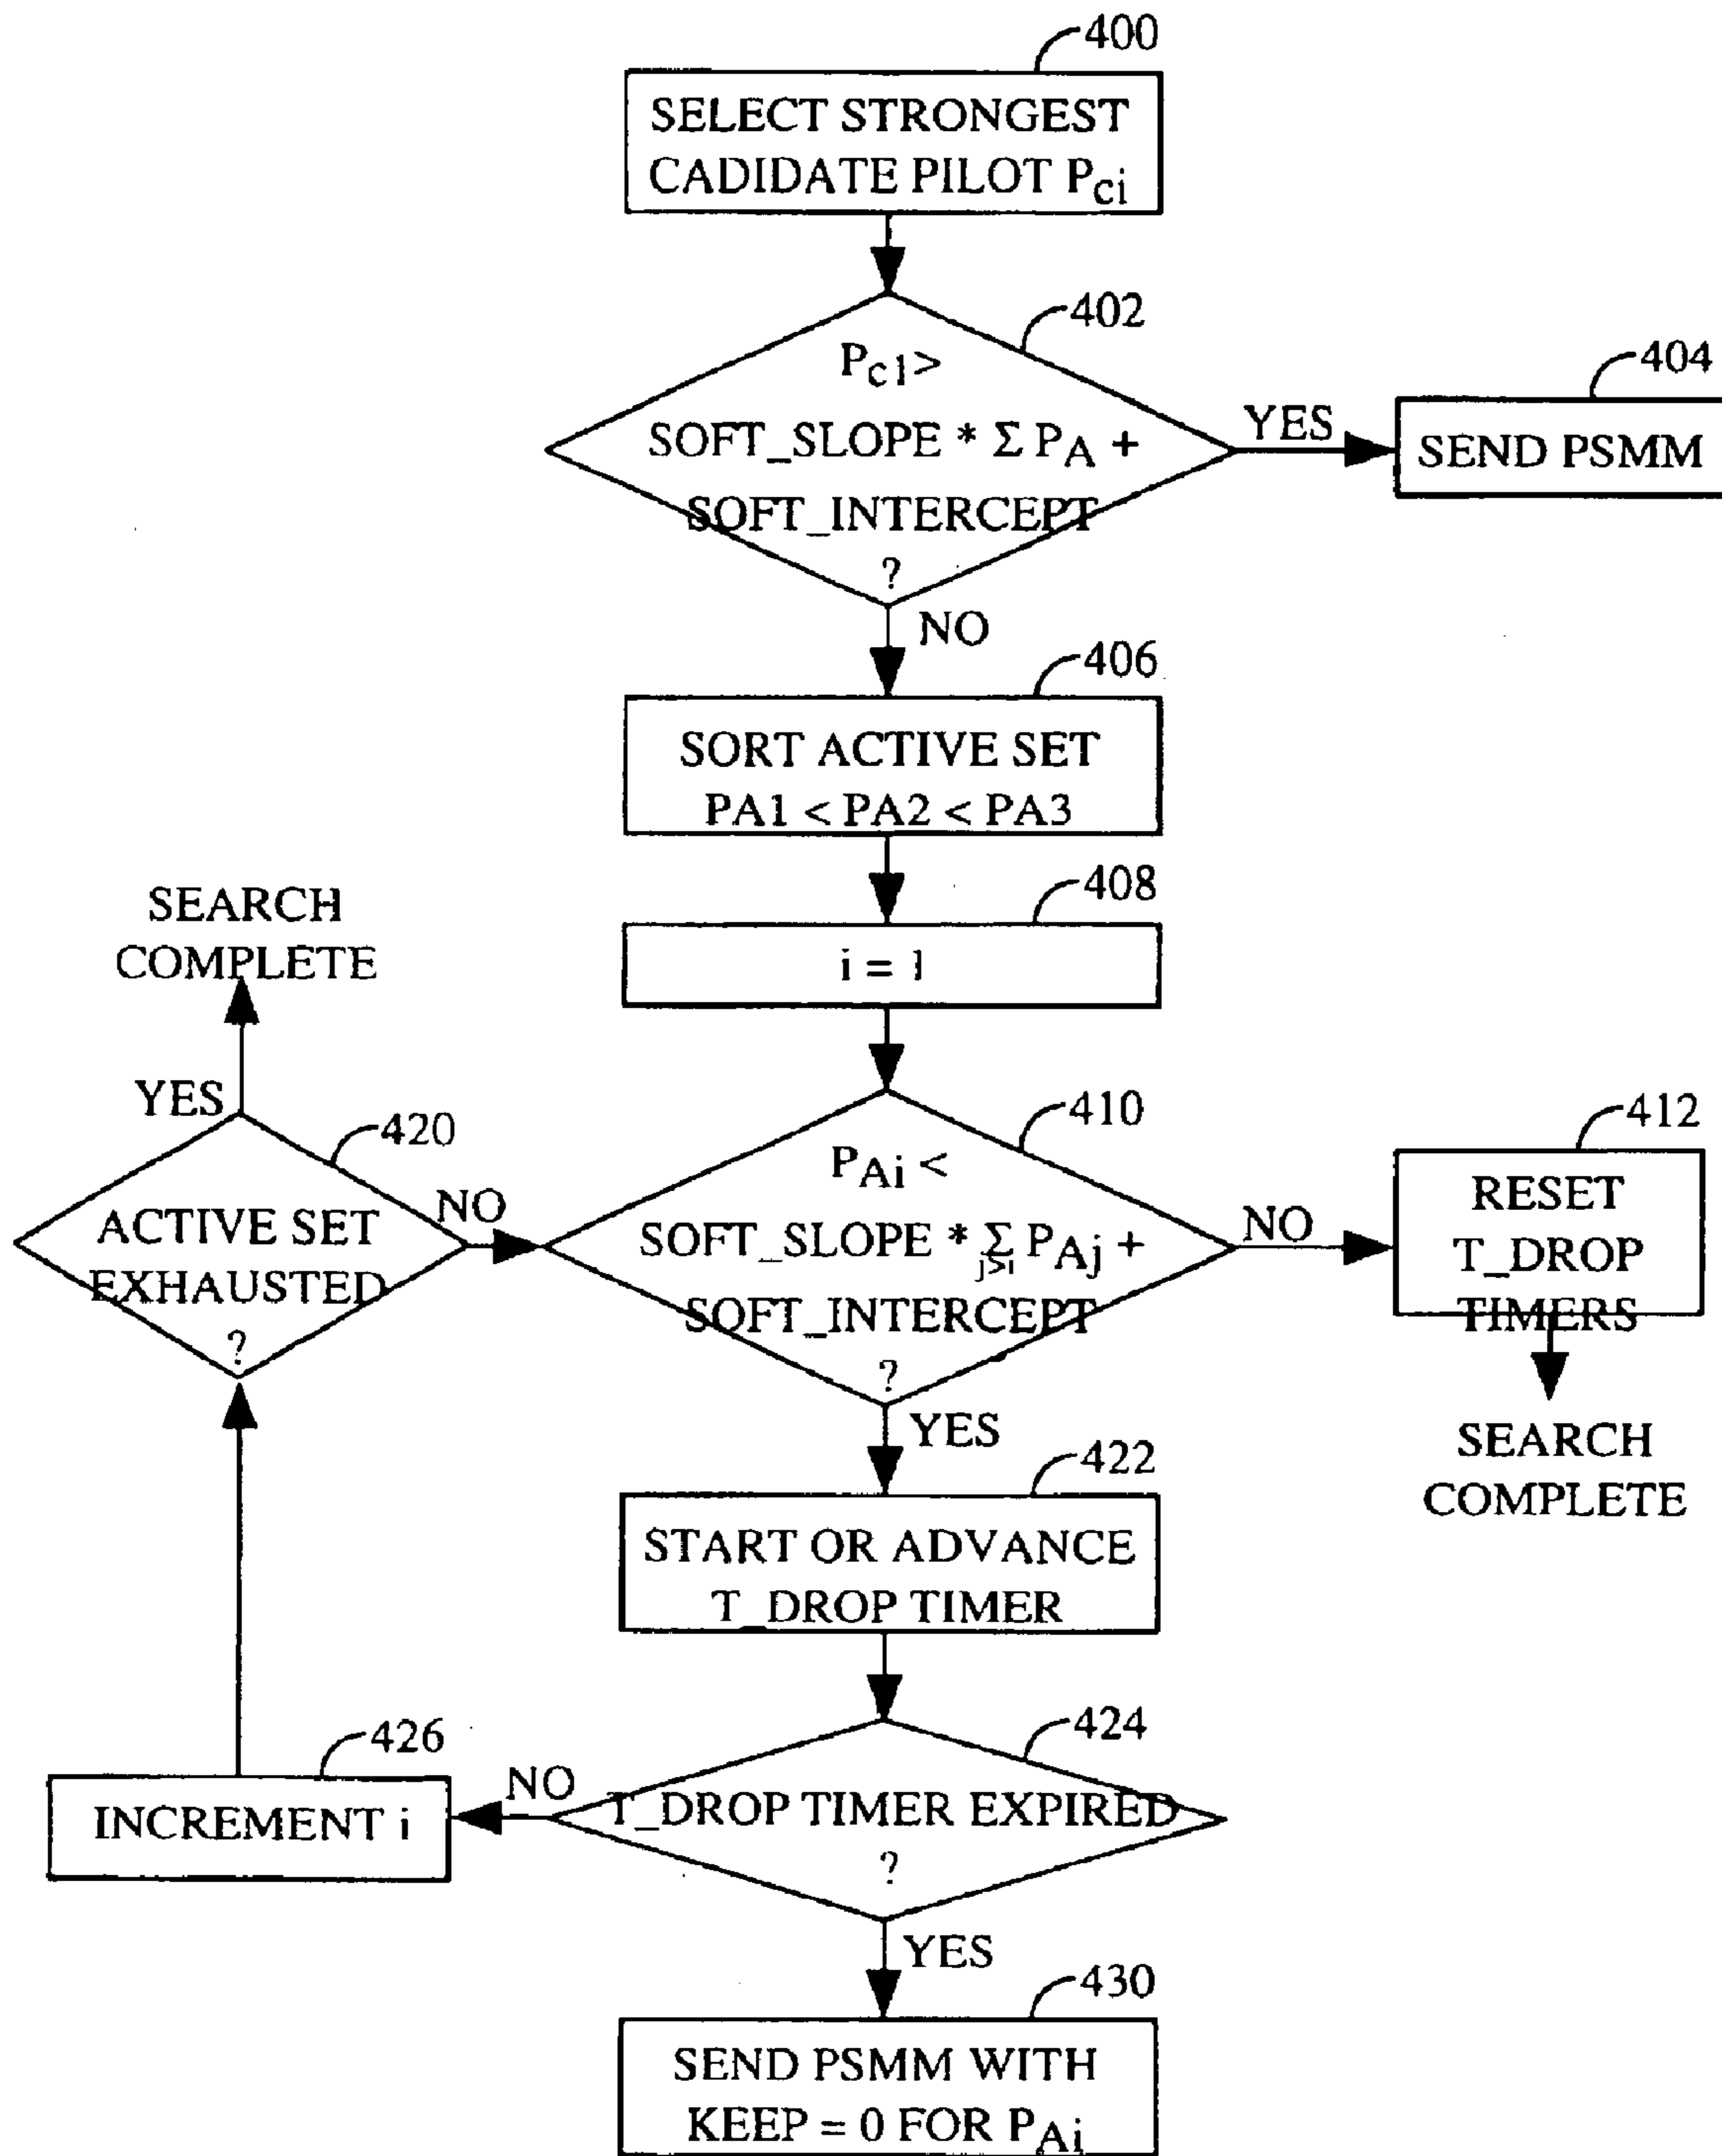 400
SELECT STRONGEST
CADIDATE PILOT Pci
402
Pc1>
SOFT_SLOPE * Σ PA +
SOFT_INTERCEPT
?
YES
404
SEND PSMM
NO
406
SORT ACTIVE SET
PA1 < PA2 < PA3
408
i = 1
SEARCH
COMPLETE
YES
420
ACTIVE SET
EXHAUSTED
?
NO
410
PAi <
SOFT_SLOPE * Σ PAj +
j>i
SOFT_INTERCEPT
?
NO
412
RESET
T_DROP
TIMERS
SEARCH
COMPLETE
YES
422
START OR ADVANCE
T_DROP TIMER
424
T_DROP TIMER EXPIRED
?
NO
426
INCREMENT i
YES
430
SEND PSMM WITH
KEEP = 0 FOR PAi